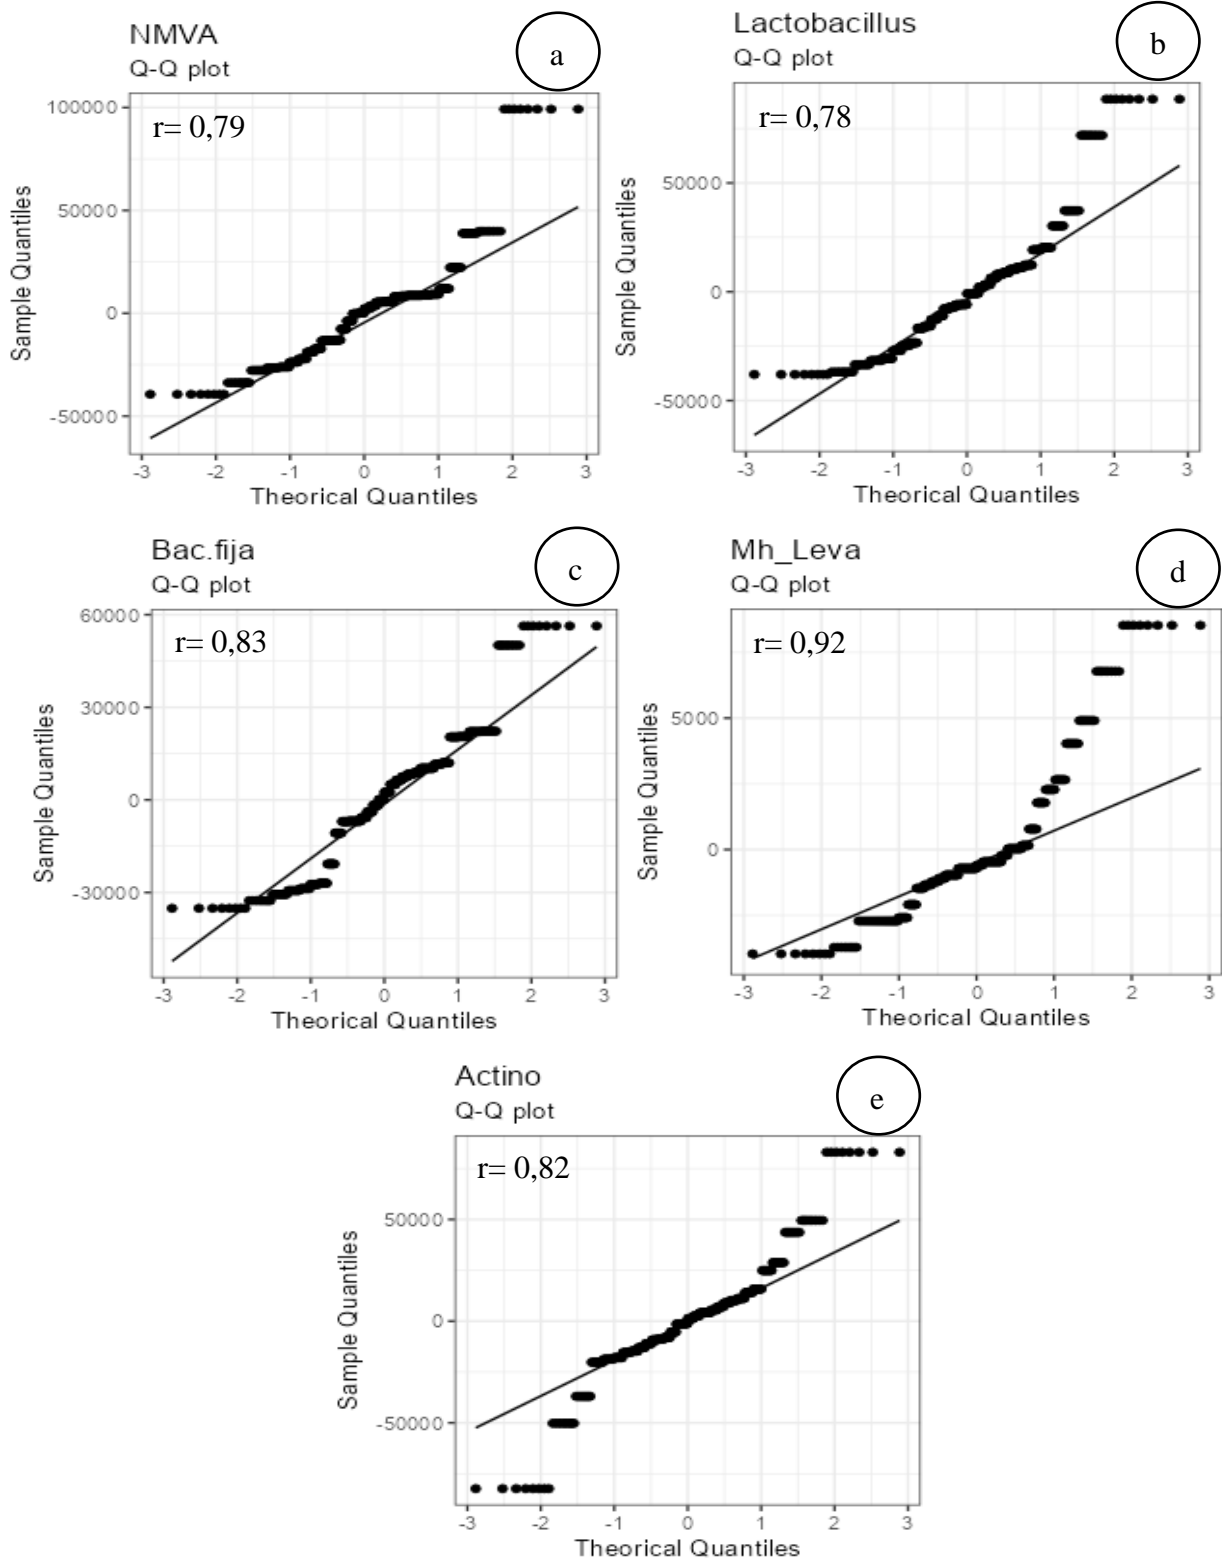 NMVA
Q-Q plot
a
r= 0,79
100000
50000
0
-50000
Sample Quantiles
-3 -2 -1 0 1 2 3
Theorical Quantiles
Lactobacillus
Q-Q plot
b
r= 0,78
50000
0
-50000
Sample Quantiles
-3 -2 -1 0 1 2 3
Theorical Quantiles
Bac.fija
Q-Q plot
c
r= 0,83
60000
30000
0
-30000
Sample Quantiles
-3 -2 -1 0 1 2 3
Theorical Quantiles
Mh_Leva
Q-Q plot
d
r= 0,92
5000
0
Sample Quantiles
-3 -2 -1 0 1 2 3
Theorical Quantiles
Actino
Q-Q plot
e
r= 0,82
50000
0
-50000
Sample Quantiles
-3 -2 -1 0 1 2 3
Theorical Quantiles